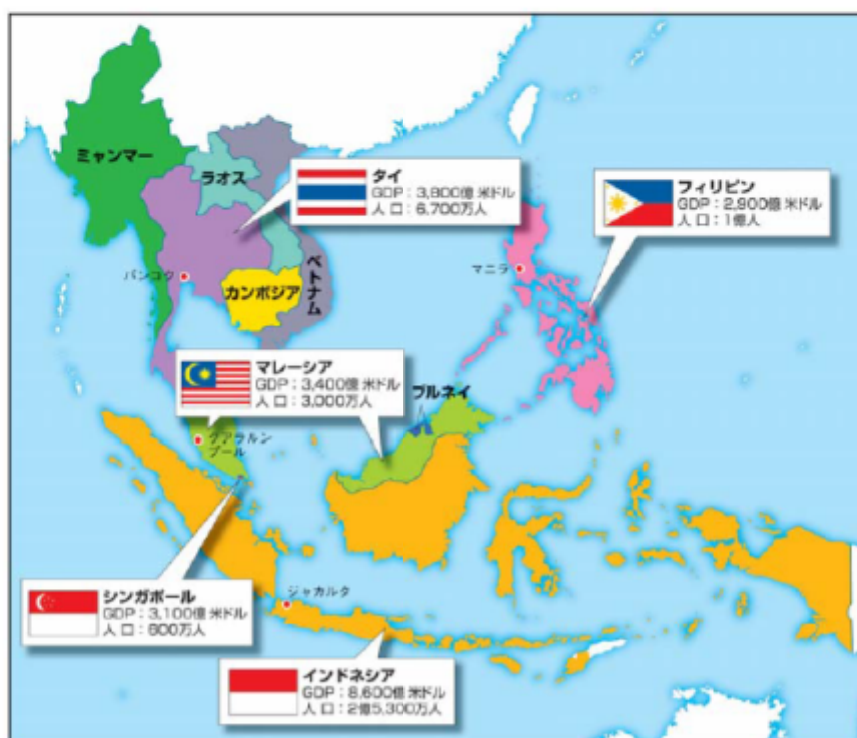 ミャンマー
ラオス
タイ
GDP：3,800億 米ドル
人 口：6,700万人
フィリピン
GDP：2,900億 米ドル
人 口：1億人
バンコク
カンボジア
ベトナム
マニラ
マレーシア
GDP：3,400億 米ドル
人 口：3,000万人
ブルネイ
クアラルン
プール
シンガポール
GDP：3,100億 米ドル
人 口：600万人
ジャカルタ
インドネシア
GDP：8,600億 米ドル
人 口：2億5,300万人